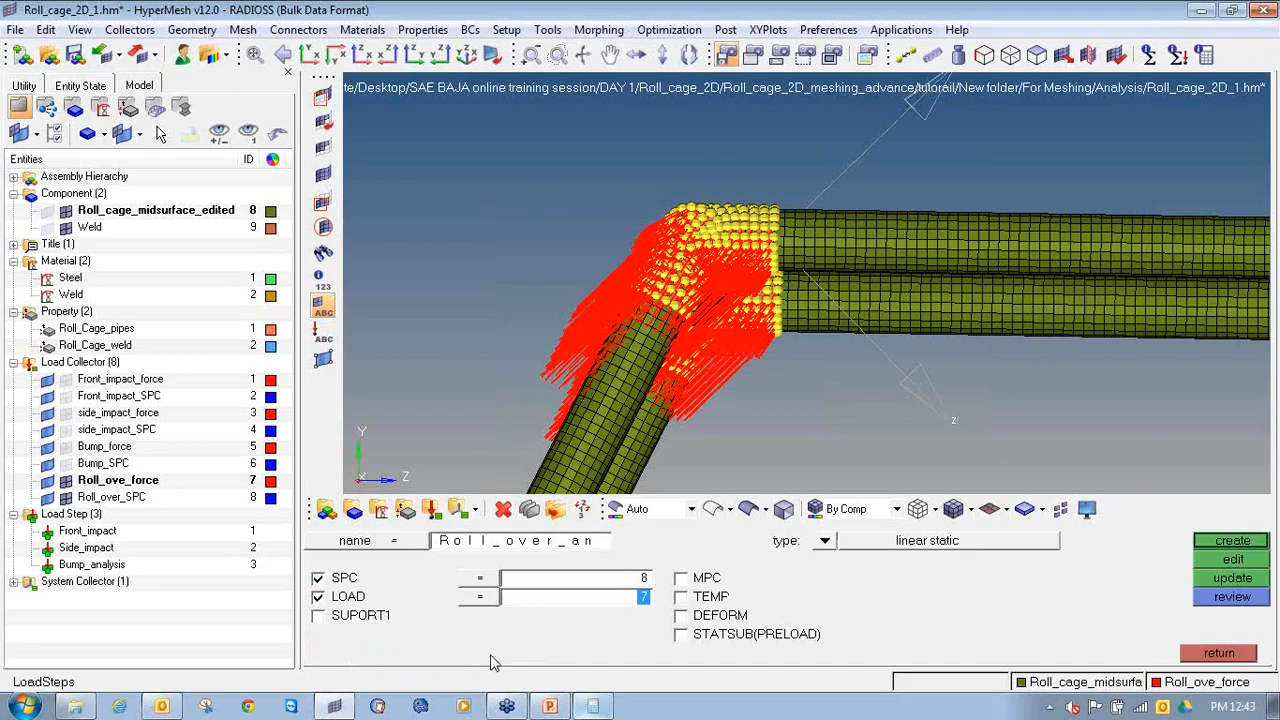 Roll_cage_2D_1.hm* - HyperMesh v12.0 - RADIOSS (Bulk Data Format)
File Edit View Collectors Geometry Mesh Connectors Materials Properties BCs Setup Tools Morphing Optimization Post XYPlots Preferences Applications Help
Utility Entity State Model
te/Desktop/SAE BAJA online training session/DAY 1/Roll_cage_2D/Roll_cage_2D_meshing_advance/tutorail/New folder/For Meshing/Analysis/Roll_cage_2D_1.hm*
Entities ID
Assembly Hierarchy
Component (2)
Roll_cage_midsurface_edited 8
Weld 9
Title (1)
Material (2)
Steel 1
Weld 2
Property (2)
Roll_Cage_pipes 1
Roll_Cage_weld 2
Load Collector (8)
Front_impact_force 1
Front_impact_SPC 2
side_impact_force 3
side_impact_SPC 4
Bump_force 5
Bump_SPC 6
Roll_ove_force 7
Roll_over_SPC 8
Load Step (3)
Front_impact 1
Side_impact 2
Bump_analysis 3
System Collector (1)
123
ABC
ABC
z
Y
X
Z
Auto By Comp
name = Roll_over_an type: linear static create
edit
SPC = 8 MPC update
LOAD = 7 TEMP review
SUPORT1 DEFORM
STATSUB(PRELOAD)
return
LoadSteps Roll_cage_midsurfa Roll_ove_force
PM 12:43